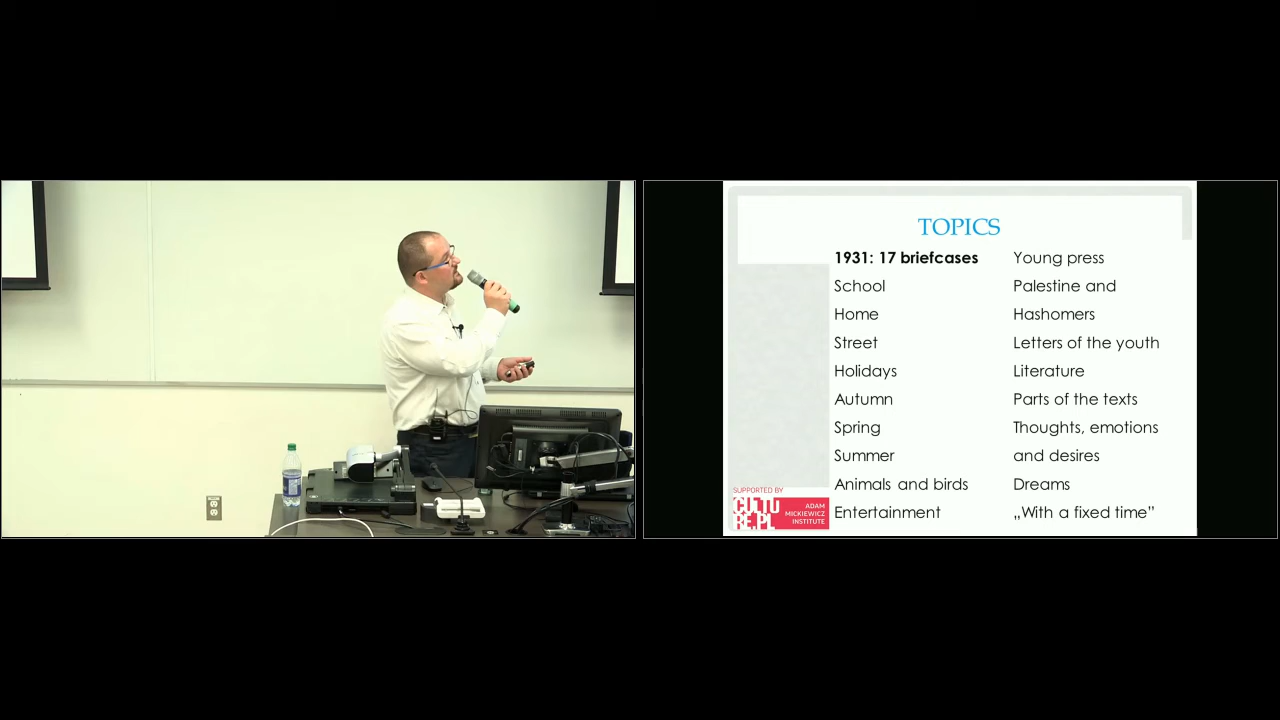 TOPICS
1931: 17 briefcases
School
Home
Street
Holidays
Autumn
Spring
Summer
Animals and birds
Entertainment
Young press
Palestine and
Hashomers
Letters of the youth
Literature
Parts of the texts
Thoughts, emotions
and desires
Dreams
„With a fixed time”
SUPPORTED BY
CULTU
RE.PL
ADAM
MICKIEWICZ
INSTITUTE